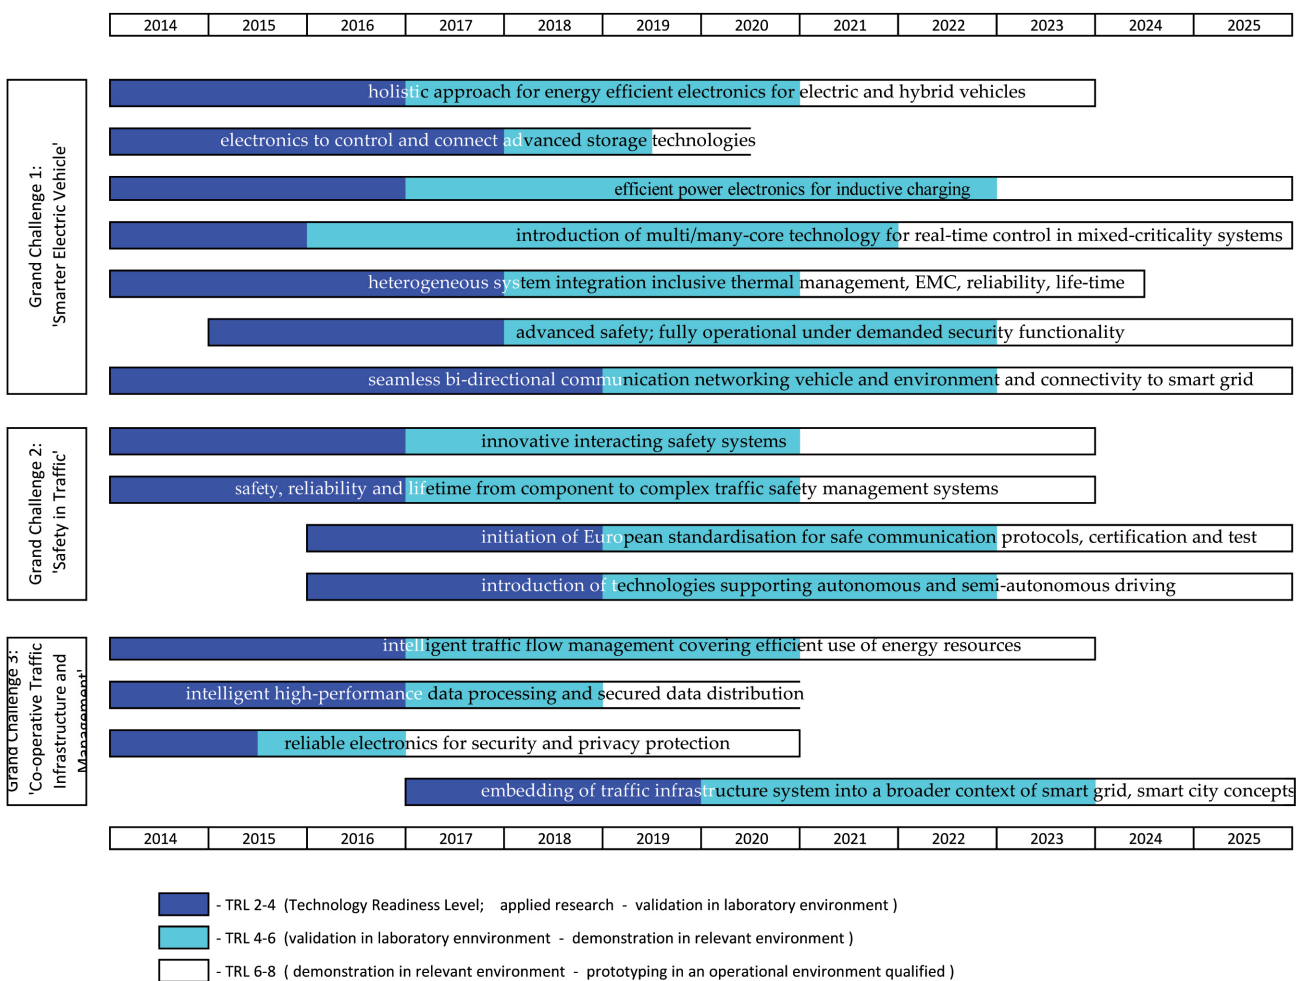 2014 2015 2016 2017 2018 2019 2020 2021 2022 2023 2024 2025
Grand Challenge 1:
'Smarter Electric Vehicle'
holistic approach for energy efficient electronics for electric and hybrid vehicles
electronics to control and connect advanced storage technologies
efficient power electronics for inductive charging
introduction of multi/many-core technology for real-time control in mixed-criticality systems
heterogeneous system integration inclusive thermal management, EMC, reliability, life-time
advanced safety; fully operational under demanded security functionality
seamless bi-directional communication networking vehicle and environment and connectivity to smart grid
Grand Challenge 2:
'Safety in Traffic'
innovative interacting safety systems
safety, reliability and lifetime from component to complex traffic safety management systems
initiation of European standardisation for safe communication protocols, certification and test
introduction of technologies supporting autonomous and semi-autonomous driving
Grand Challenge 3:
'Co-operative Traffic
Infrastructure and
Management'
intelligent traffic flow management covering efficient use of energy resources
intelligent high-performance data processing and secured data distribution
reliable electronics for security and privacy protection
embedding of traffic infrastructure system into a broader context of smart grid, smart city concepts
2014 2015 2016 2017 2018 2019 2020 2021 2022 2023 2024 2025
- TRL 2-4 (Technology Readiness Level; applied research - validation in laboratory environment )
- TRL 4-6 (validation in laboratory ennvironment - demonstration in relevant environment )
- TRL 6-8 ( demonstration in relevant environment - prototyping in an operational environment qualified )